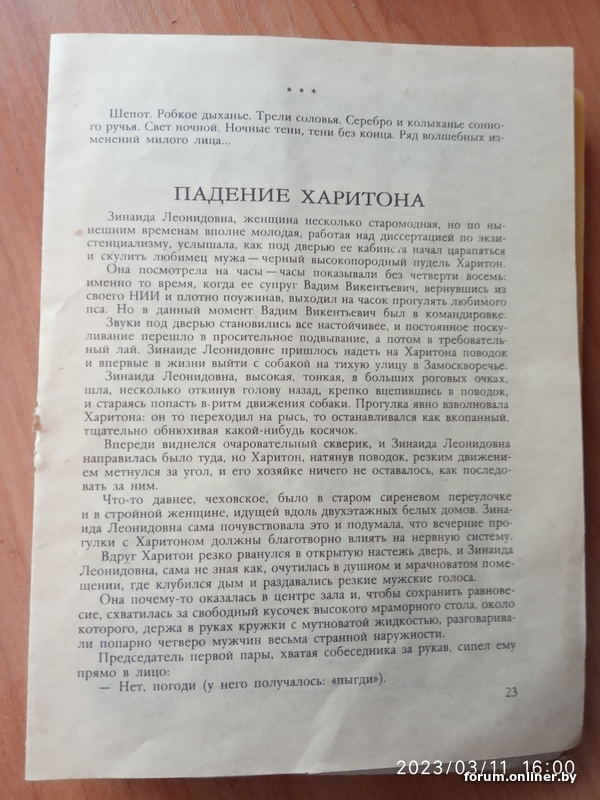 * * *
Шепот. Робкое дыханье. Трели соловья. Серебро и колыханье сонно-
го ручья. Свет ночной. Ночные тени, тени без конца. Ряд волшебных из-
менений милого лица...
ПАДЕНИЕ ХАРИТОНА
Зинаида Леонидовна, женщина несколько старомодная, но по ны-
нешним временам вполне молодая, работая над диссертацией по экзи-
стенциализму, услышала, как под дверью ее кабинета начал царапаться
и скулить любимец мужа — черный высокопородный пудель Харитон.
Она посмотрела на часы — часы показывали без четверти восемь:
именно то время, когда ее супруг Вадим Викентьевич, вернувшись из
своего НИИ и плотно поужинав, выходил на часок прогулять любимого
пса. Но в данный момент Вадим Викентьевич был в командировке.
Звуки под дверью становились все настойчивее, и постоянное поску-
ливание перешло в просительное подвывание, а потом в требователь-
ный лай. Зинаиде Леонидовне пришлось надеть на Харитона поводок
и впервые в жизни выйти с собакой на тихую улицу в Замоскворечье.
Зинаида Леонидовна, высокая, тонкая, в больших роговых очках,
шла, несколько откинув голову назад, крепко вцепившись в поводок,
и стараясь попасть в ритм движения собаки. Прогулка явно взволновала
Харитона: он то́ переходил на рысь, то останавливался как вкопанный,
тщательно обнюхивая какой-нибудь косячок.
Впереди виднелся очаровательный скверик, и Зинаида Леонидовна
направилась было туда, но Харитон, натянув поводок, резким движени-
ем метнулся за угол, и его хозяйке ничего не оставалось, как последо-
вать за ним.
Что-то давнее, чеховское, было в старом сиреневом переулочке
и в стройной женщине, идущей вдоль двухэтажных белых домов. Зина-
ида Леонидовна сама почувствовала это и подумала, что вечерние про-
гулки с Харитоном должны благотворно влиять на нервную систему.
Вдруг Харитон резко рванулся в открытую настежь дверь, и Зинаида
Леонидовна, сама не зная как, очутилась в душном и мрачноватом поме-
щении, где клубился дым и раздавались резкие мужские голоса.
Она почему-то оказалась в центре зала и, чтобы сохранить равнове-
сие, схватилась за свободный кусочек высокого мраморного стола, около
которого, держа в руках кружки с мутноватой жидкостью, разговарива-
ли попарно четверо мужчин весьма странной наружности.
Председатель первой пары, хватая собеседника за рукав, сипел ему
прямо в лицо:
— Нет, погоди (у него получалось: «пыгди»).
23
2023/03/11 16:00
forum.onliner.by